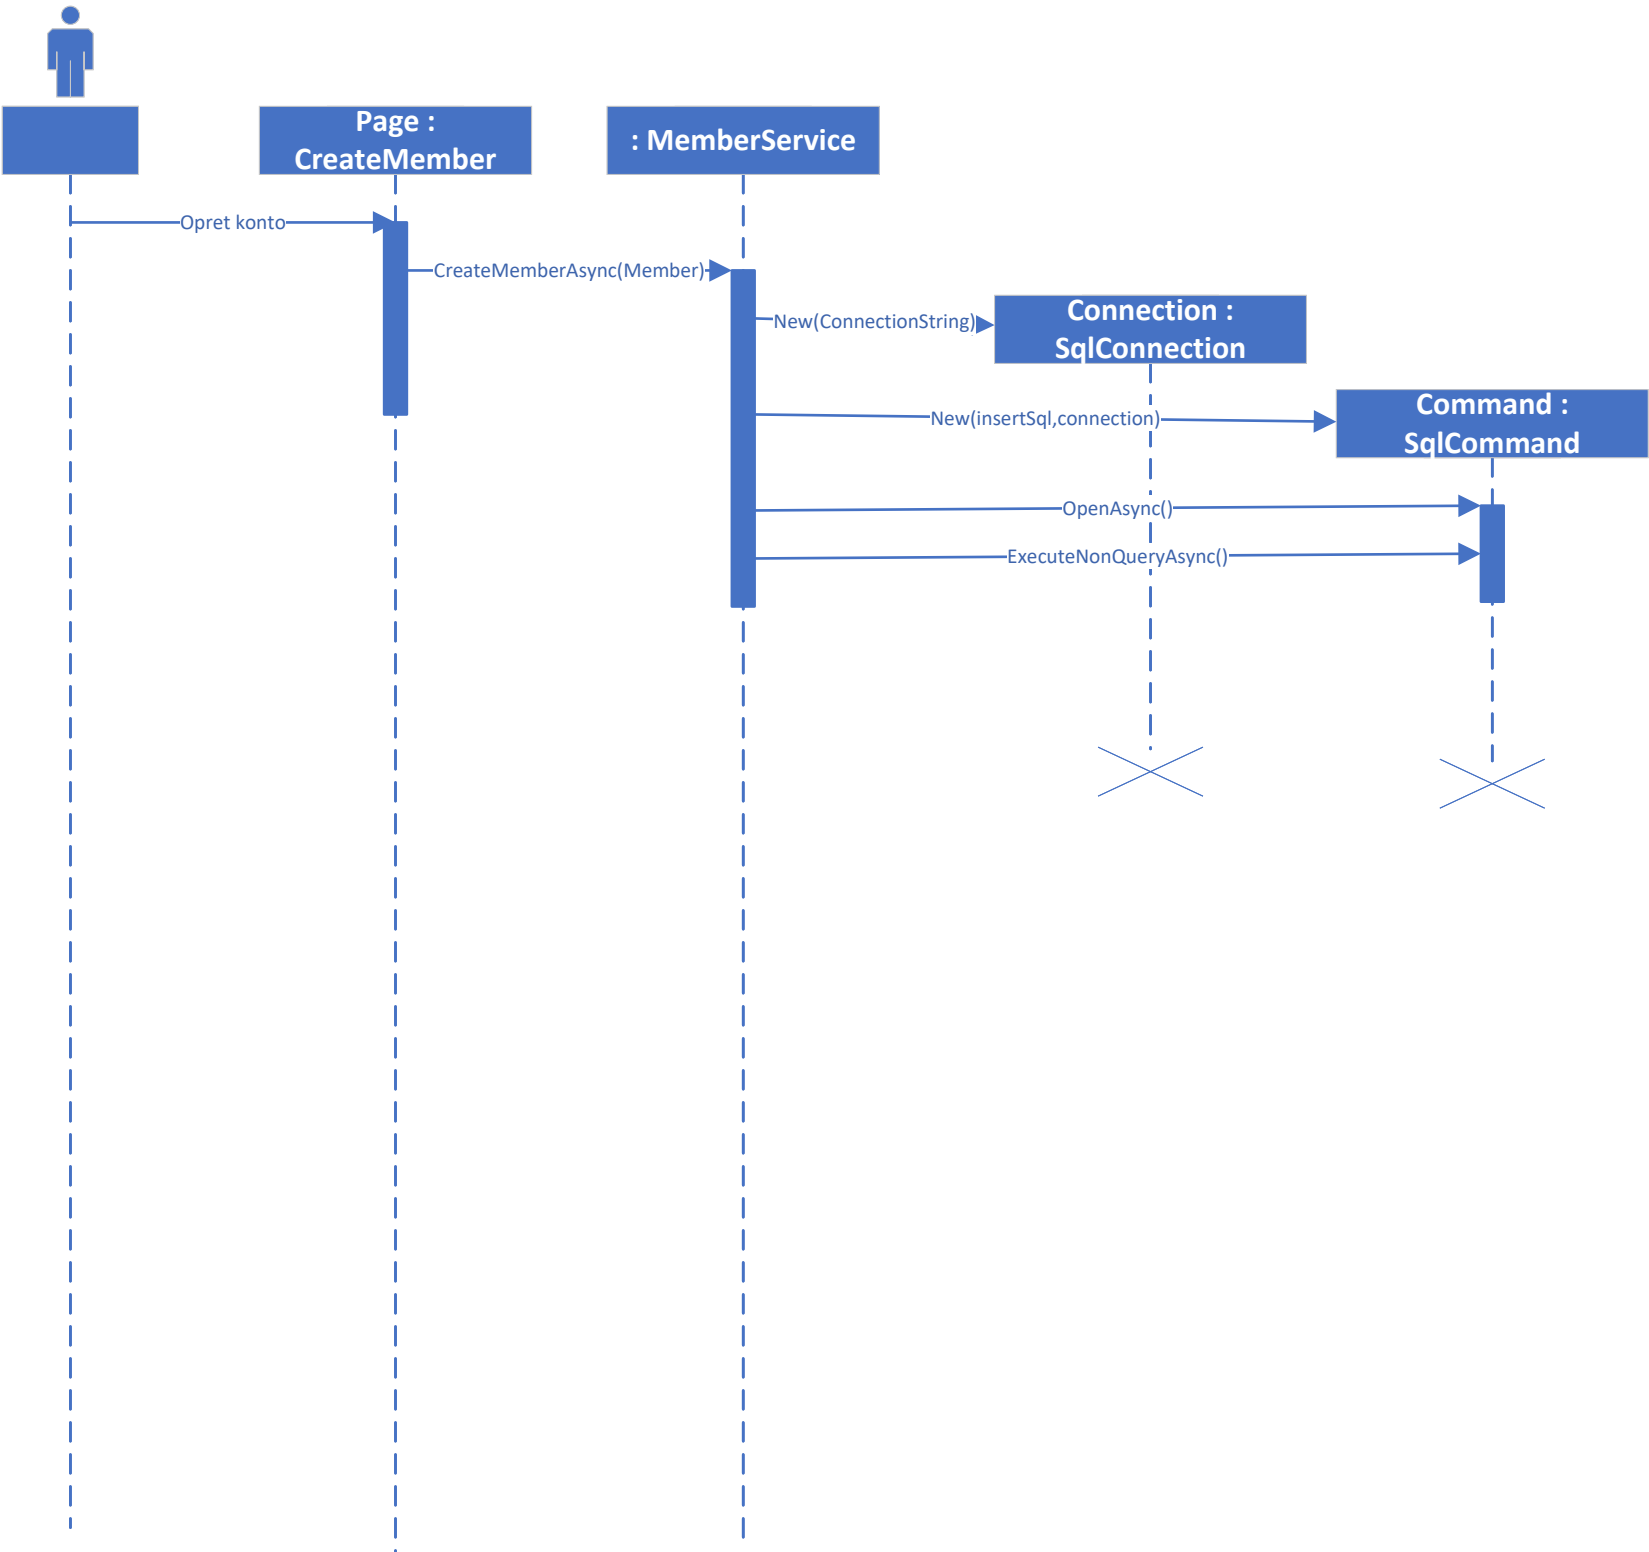 Page :
CreateMember
: MemberService
Opret konto
CreateMemberAsync(Member)
New(ConnectionString)
Connection :
SqlConnection
New(insertSql,connection)
Command :
SqlCommand
OpenAsync()
ExecuteNonQueryAsync()